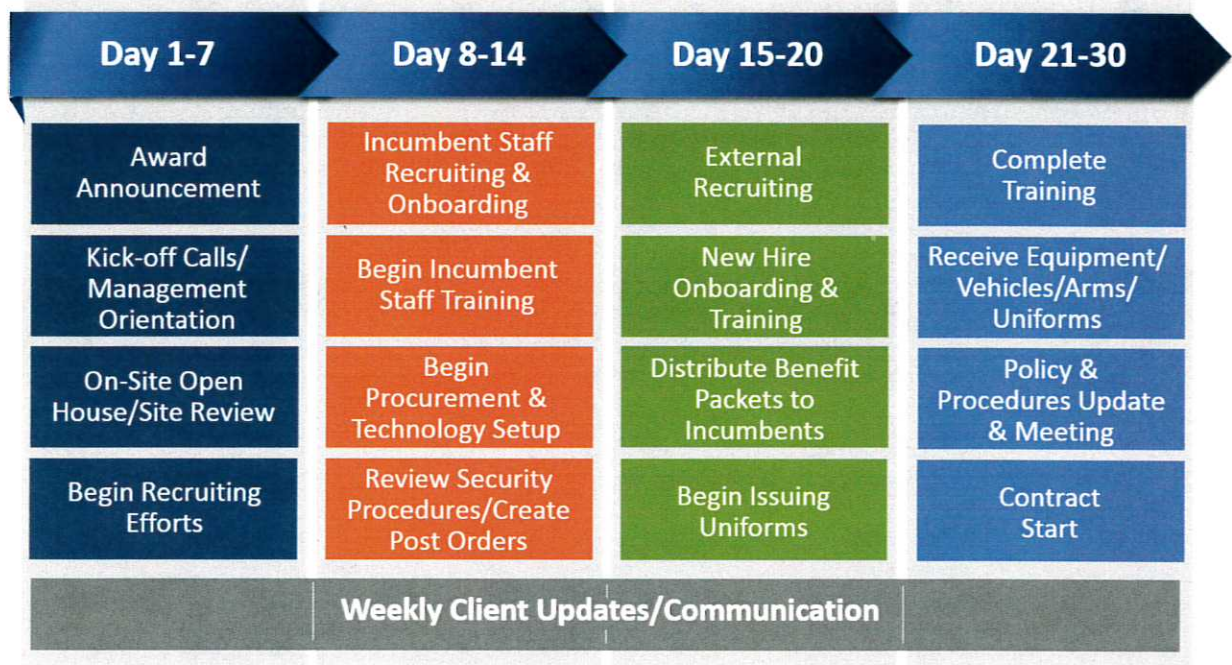 Day 1-7
Day 8-14
Day 15-20
Day 21-30
Award
Announcement
Kick-off Calls/
Management
Orientation
On-Site Open
House/Site Review
Begin Recruiting
Efforts
Incumbent Staff
Recruiting &
Onboarding
Begin Incumbent
Staff Training
Begin
Procurement &
Technology Setup
Review Security
Procedures/Create
Post Orders
External
Recruiting
New Hire
Onboarding &
Training
Distribute Benefit
Packets to
Incumbents
Begin Issuing
Uniforms
Complete
Training
Receive Equipment/
Vehicles/Arms/
Uniforms
Policy &
Procedures Update
& Meeting
Contract
Start
Weekly Client Updates/Communication